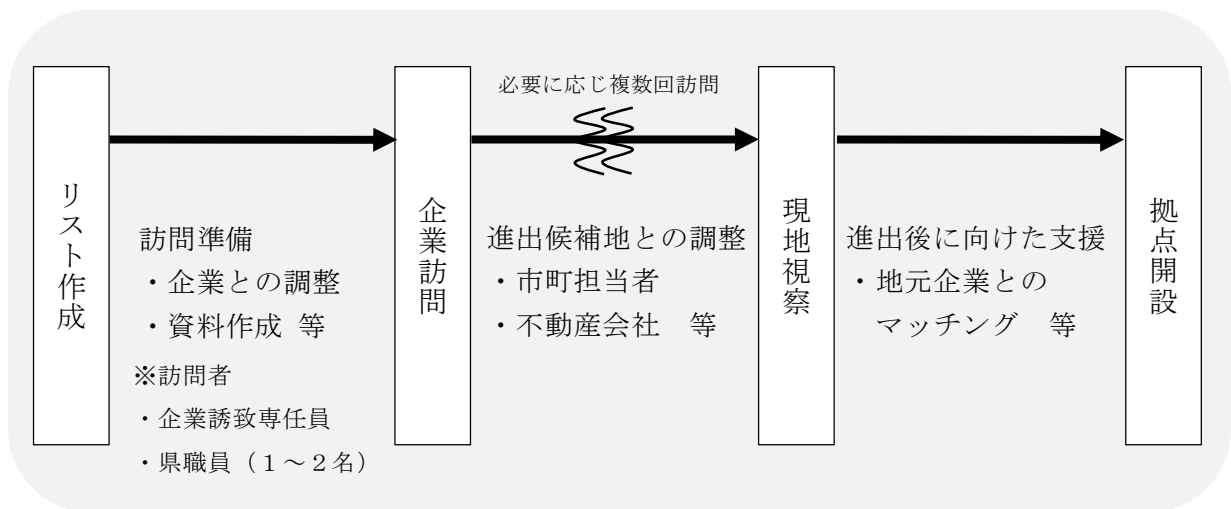 リスト作成
訪問準備
・企業との調整
・資料作成 等
※訪問者
・企業誘致専任員
・県職員（１～２名）
企業訪問
必要に応じ複数回訪問
進出候補地との調整
・市町担当者
・不動産会社　等
現地視察
進出後に向けた支援
・地元企業との
マッチング　等
拠点開設